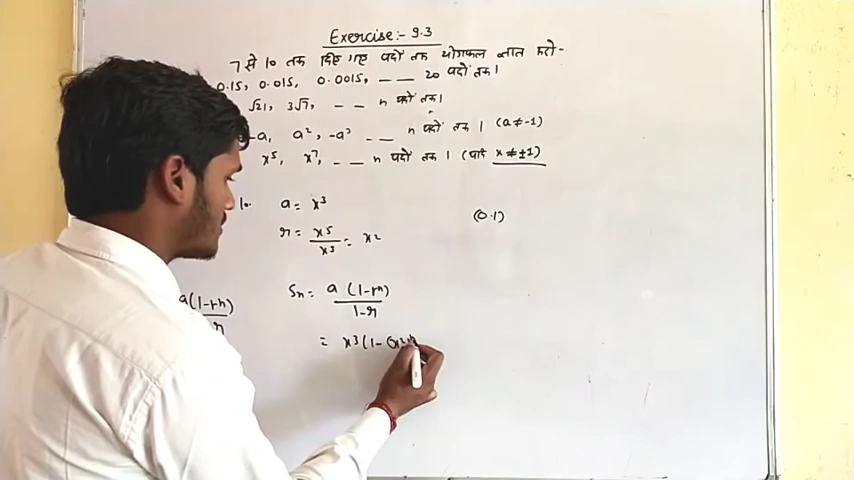 Exercise:- 9.3
7 से 10 तक दिए गए पदों तक योगफल ज्ञात करो-
0.15, 0.015, 0.0015, _ _ 20 पदों तक।
√21, 3√7, _ _ n पदों तक।
-a, a², -a³ _ _ n पदों तक । (a≠-1)
x⁵, x⁷, _ _ n पदों तक । (यदि x≠±1)
10. a = x³
(0.1)
r = x⁵/x³ = x²
Sn = a(1-rⁿ)/1-r
a(1-rⁿ)
= x³(1-(x²)